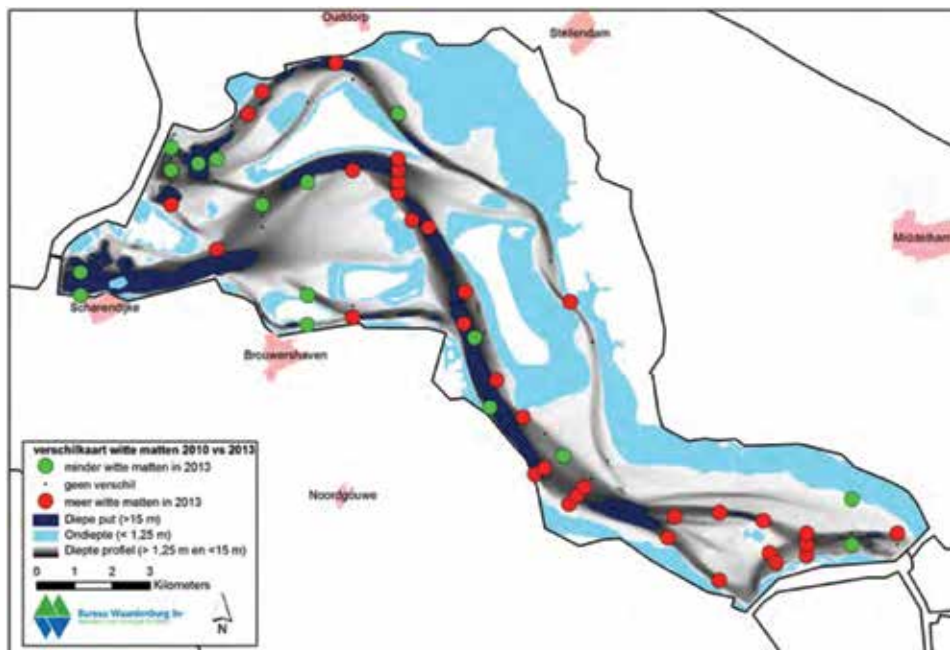 Ouddorp
Stellendam
Middelharn
Scharendijke
Brouwershaven
Noordgouwe
verschilkaart witte matten 2010 vs 2013
minder witte matten in 2013
geen verschil
meer witte matten in 2013
Diepe put (>15 m)
Ondiepte (< 1,25 m)
Diepte profiel (> 1,25 m en <15 m)
0 1 2 3
Kilometers
Bureau Waardenburg bv
N